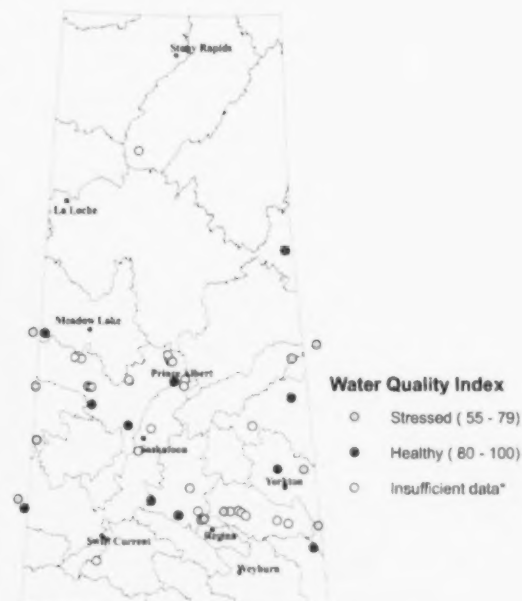 Stony Rapids
La Loche
Meadow Lake
Prince Albert
Water Quality Index
Stressed ( 55 - 79)
Saskatoon
Healthy ( 80 - 100)
Yorkton
Insufficient data*
Swift Current
Regina
Weyburn